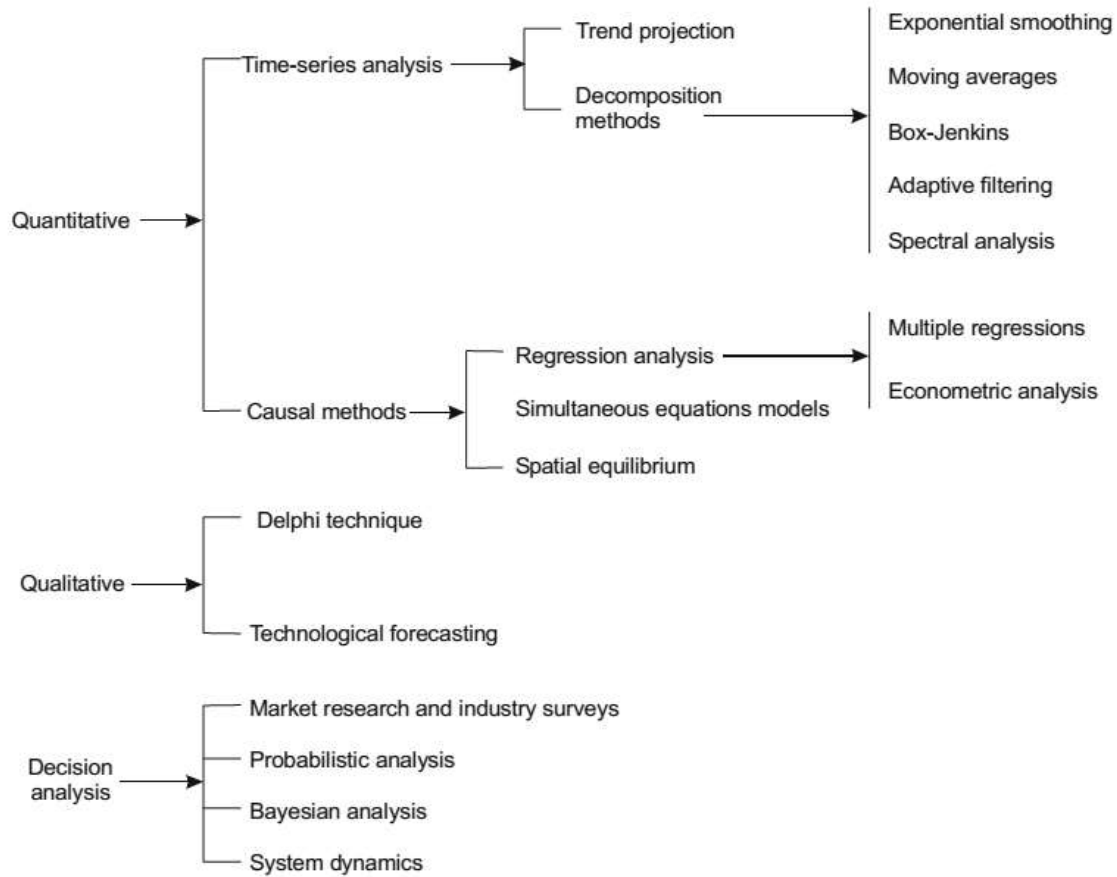 Quantitative
Time-series analysis
Trend projection
Decomposition
methods
Exponential smoothing
Moving averages
Box-Jenkins
Adaptive filtering
Spectral analysis
Causal methods
Regression analysis
Simultaneous equations models
Spatial equilibrium
Multiple regressions
Econometric analysis
Qualitative
Delphi technique
Technological forecasting
Decision
analysis
Market research and industry surveys
Probabilistic analysis
Bayesian analysis
System dynamics